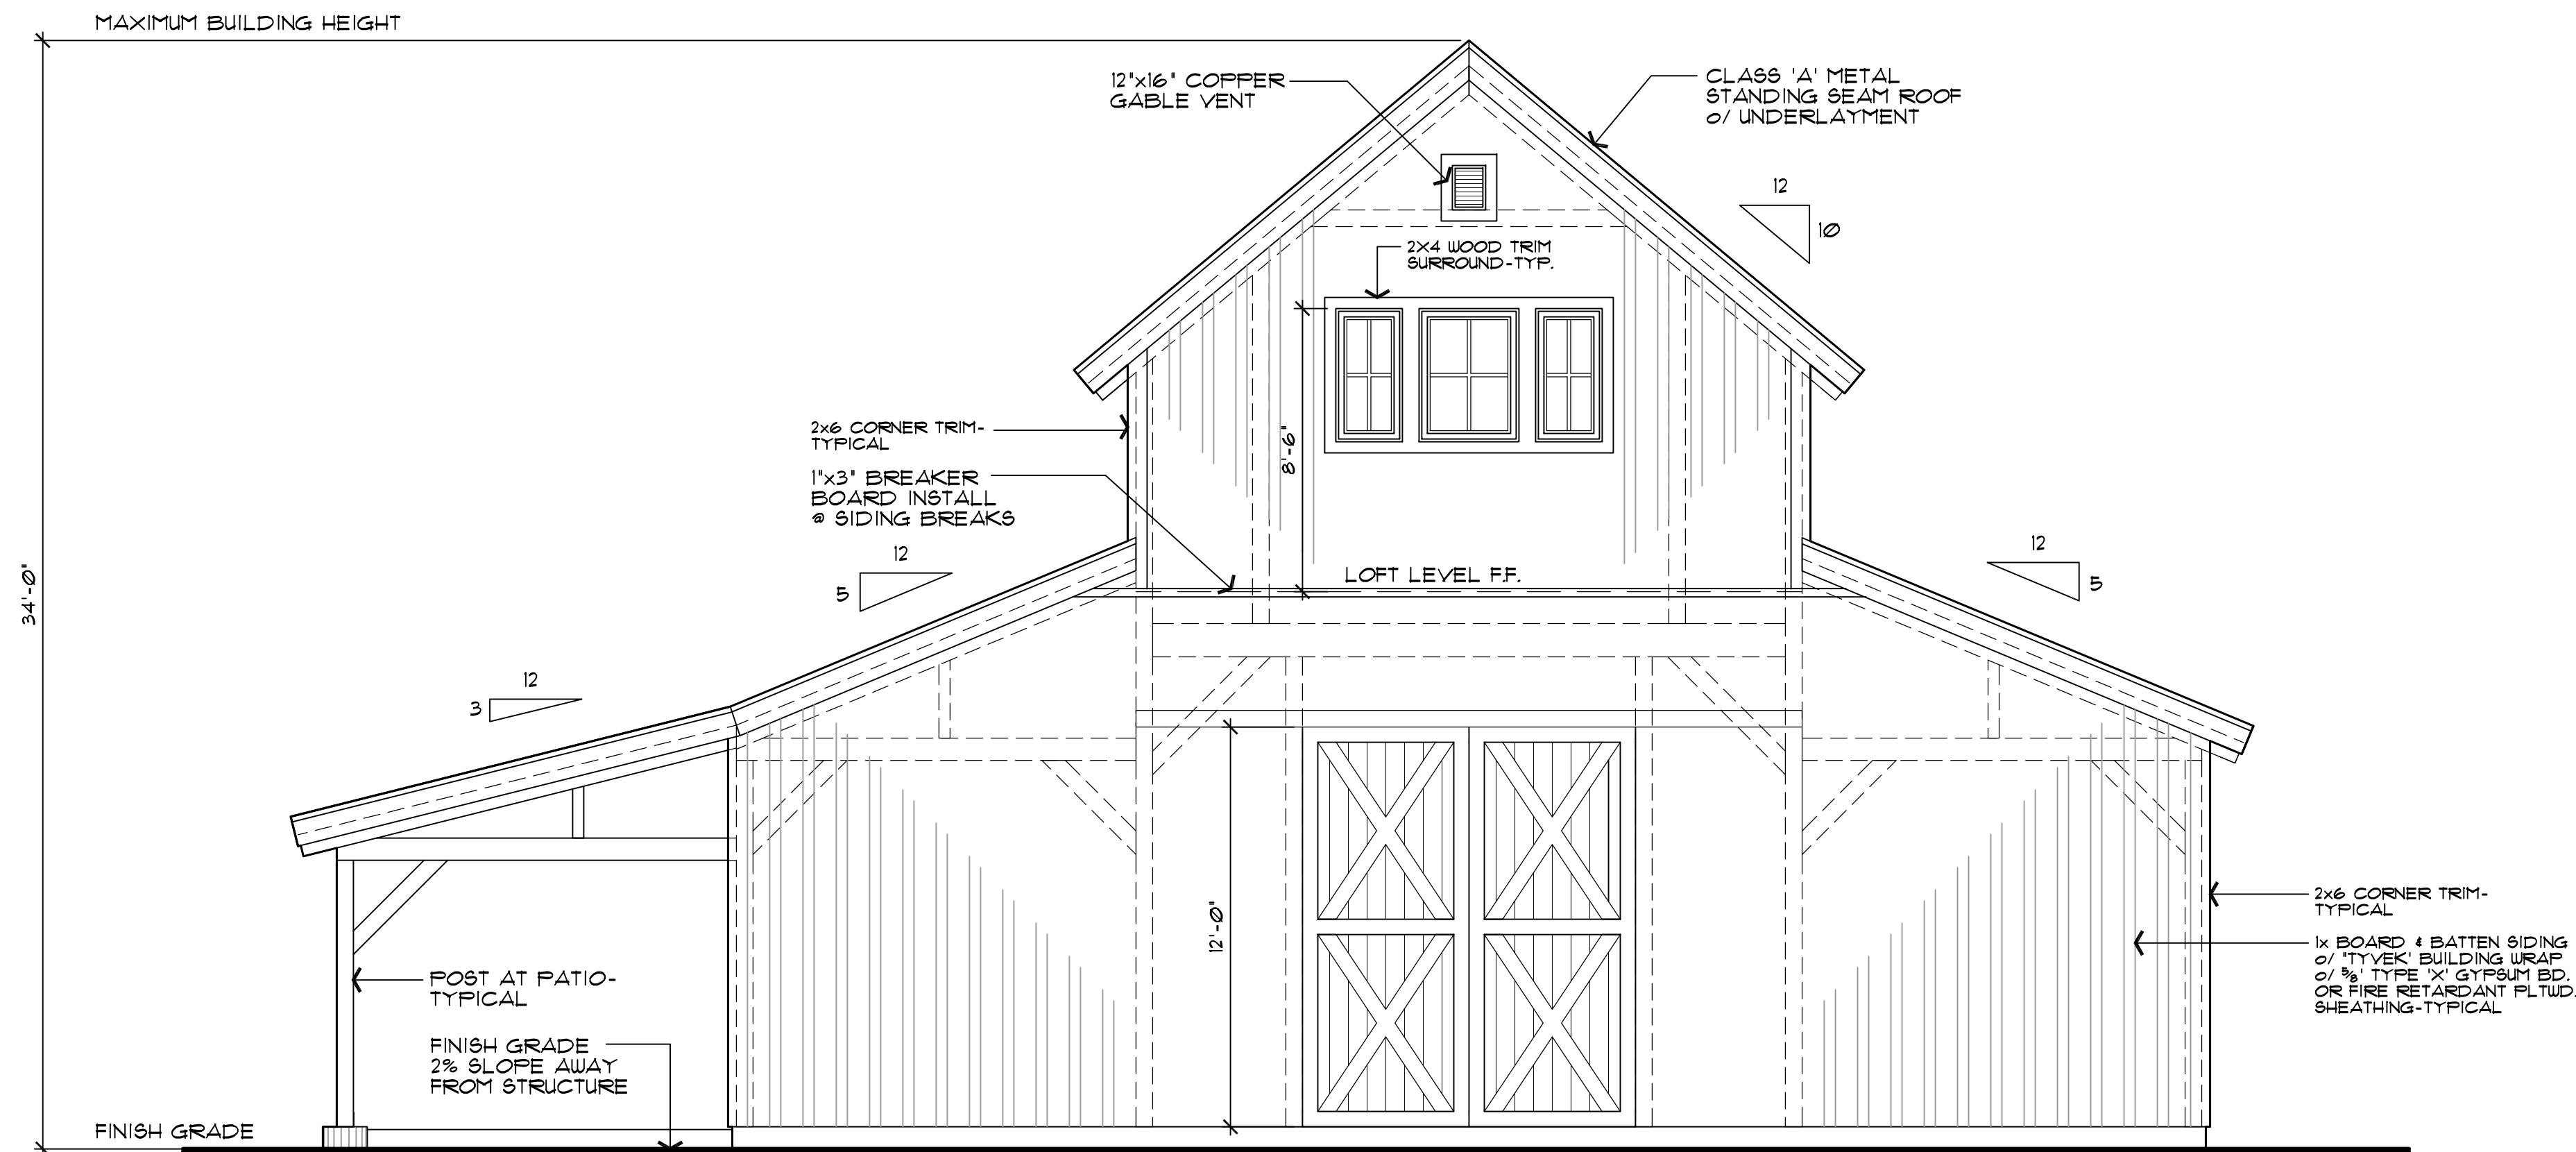 MAXIMUM BUILDING HEIGHT
12"x16" COPPER
GABLE VENT
CLASS 'A' METAL
STANDING SEAM ROOF
O/ UNDERLAYMENT
12
10
2X4 WOOD TRIM
SURROUND-TYP.
2x6 CORNER TRIM-
TYPICAL
8'-6"
1"x3" BREAKER
BOARD INSTALL
@ SIDING BREAKS
12
5
LOFT LEVEL F.F.
12
5
34'-0"
12
3
12'-0"
2x6 CORNER TRIM-
TYPICAL
1x BOARD & BATTEN SIDING
O/ "TYVEK' BUILDING WRAP
O/ 5/8' TYPE 'X' GYPSUM BD.
OR FIRE RETARDANT PLTWD.
SHEATHING-TYPICAL
POST AT PATIO-
TYPICAL
FINISH GRADE
2% SLOPE AWAY
FROM STRUCTURE
FINISH GRADE